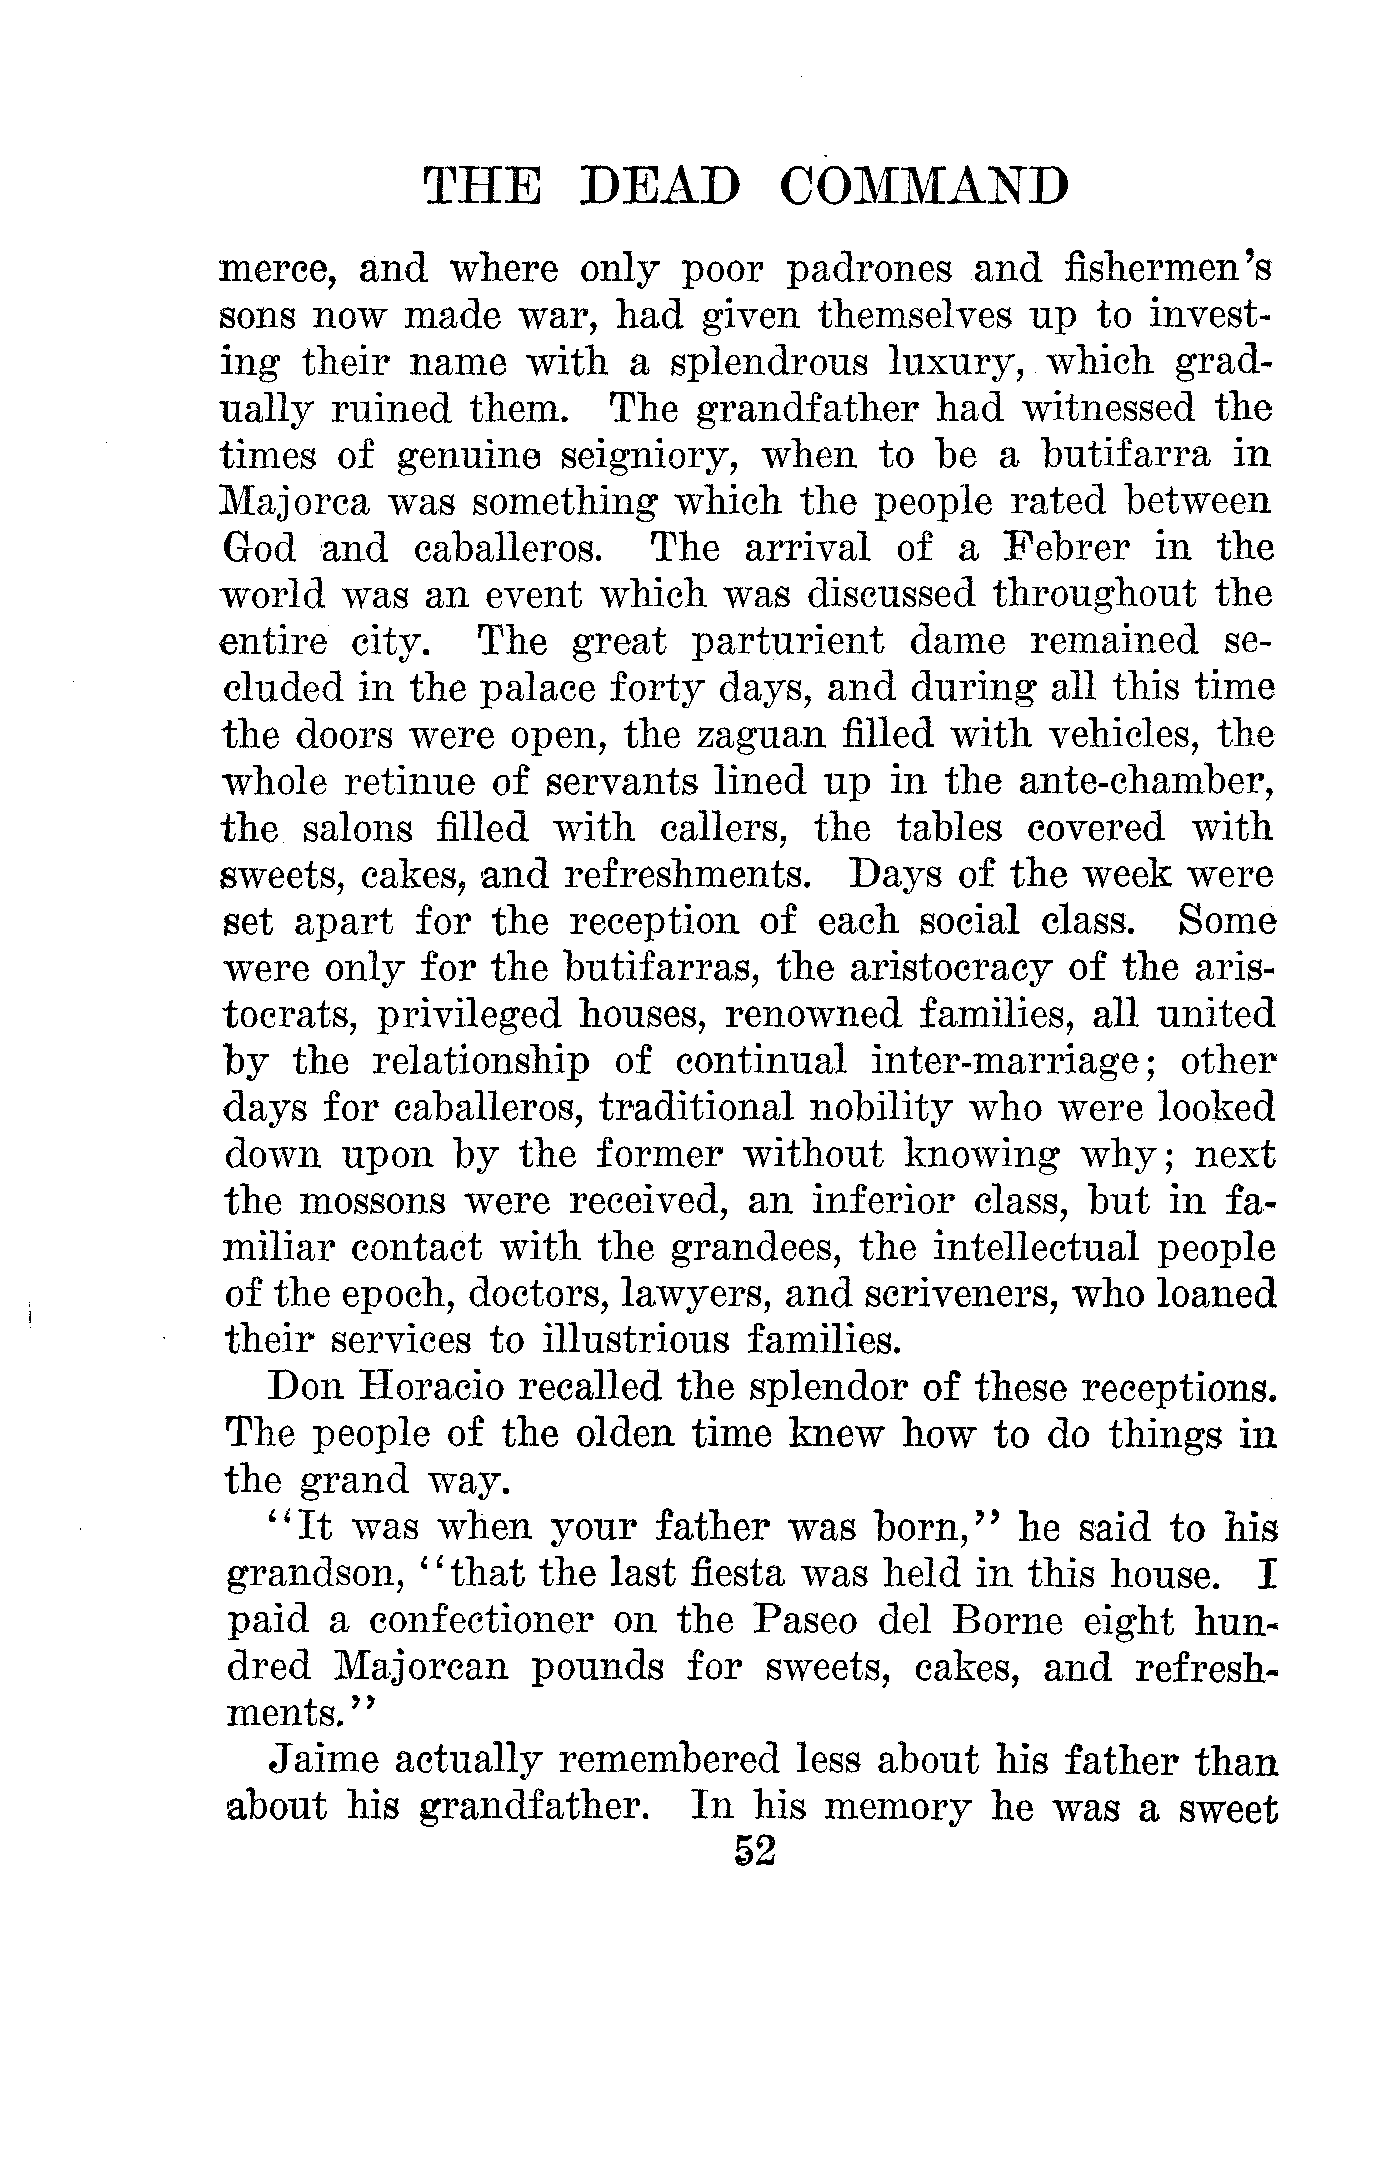 THE DEAD COMMAND
merce, and where only poor padrones and fishermen's
sons now made war, had given themselves up to invest-
ing their name with a splendrous luxury, which grad-
ually ruined them. The grandfather had witnessed the
times of genuine seigniory, when to be a butifarra in
Majorca was something which the people rated between
God and caballeros. The arrival of a Febrer in the
world was an event which was discussed throughout the
entire city. The great parturient dame remained se-
cluded in the palace forty days, and during all this time
the doors were open, the zaguan filled with vehicles, the
whole retinue of servants lined up in the ante-chamber,
the salons filled with callers, the tables covered with
sweets, cakes, and refreshments. Days of the week were
set apart for the reception of each social class. Some
were only for the butifarras, the aristocracy of the aris-
tocrats, privileged houses, renowned families, all united
by the relationship of continual inter-marriage; other
days for caballeros, traditional nobility who were looked
down upon by the former without knowing why; next
the mossons were received, an inferior class, but in fa-
miliar contact with the grandees, the intellectual people
of the epoch, doctors, lawyers, and scriveners, who loaned
their services to illustrious families.
Don Horacio recalled the splendor of these receptions.
The people of the olden time knew how to do things in
the grand way.
"It was when your father was born," he said to his
grandson, "that the last fiesta was held in this house. I
paid a confectioner on the Paseo del Borne eight hun-
dred Majorcan pounds for sweets, cakes, and refresh-
ments."
Jaime actually remembered less about his father than
about his grandfather. In his memory he was a sweet
52